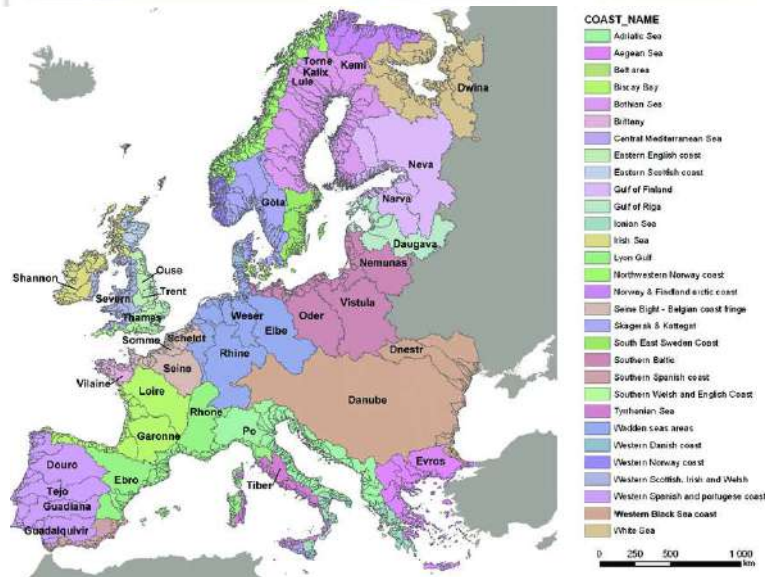 COAST_NAME
Adriatic Sea
Aegean Sea
Belt area
Biscay Bay
Bothian Sea
Brittany
Central Mediterranean Sea
Eastern English coast
Eastern Scottish coast
Gulf of Finland
Gulf of Riga
Ionian Sea
Irish Sea
Lyon Gulf
Northwestern Norway coast
Norway & Findland arctic coast
Seine Bight - Belgian coast fringe
Skagerak & Kattegat
South East Sweden Coast
Southern Baltic
Southern Spanish coast
Southern Welsh and English Coast
Tyrrhenian Sea
Wadden seas areas
Western Danish coast
Western Norway coast
Western Scottish, Irish and Welsh
Western Spanish and portugese coast
Western Black Sea coast
White Sea
0 250 500 1 000
km
Torne
Kalix
Kemi
Lule
Dwina
Neva
Göta
Narva
Daugava
Nemunas
Shannon
Ouse
Trent
Severn
Thames
Weser
Oder
Vistula
Elbe
Somme
Scheldt
Rhine
Seine
Dnestr
Vilaine
Loire
Danube
Rhone
Garonne
Po
Douro
Ebro
Evros
Tejo
Tiber
Guadiana
Guadalquivir